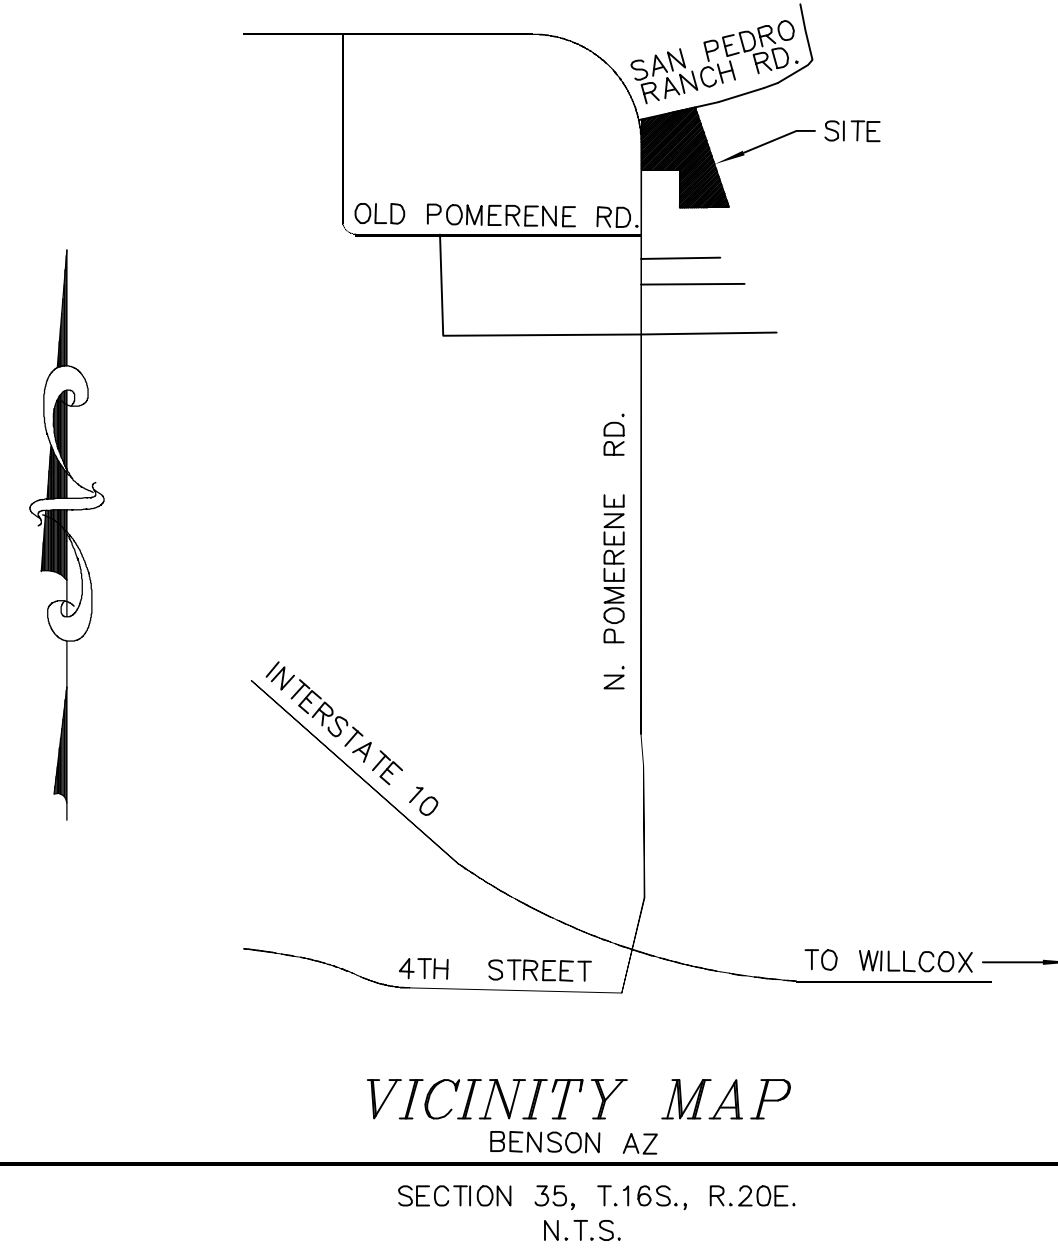 SAN PEDRO
RANCH RD.
SITE
OLD POMERENE RD.
N. POMERENE RD.
INTERSTATE 10
4TH STREET
TO WILLCOX
VICINITY MAP
BENSON AZ
SECTION 35, T.16S., R.20E.
N.T.S.